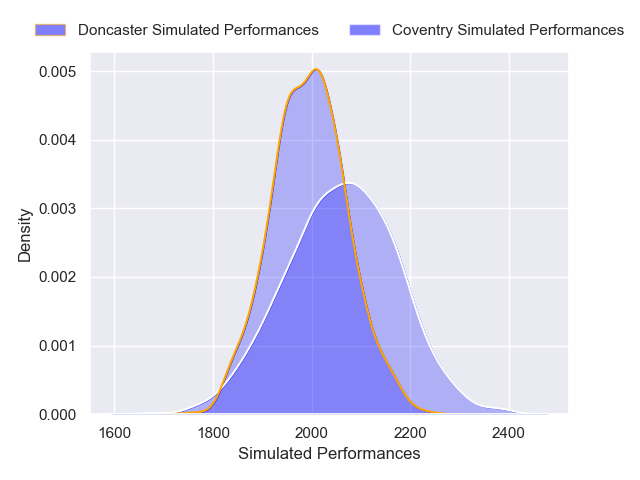 Doncaster Simulated Performances Coventry Simulated Performances
0.005
0.004
0.003
0.002
0.001
0.000
Density
1600 1800 2000 2200 2400
Simulated Performances